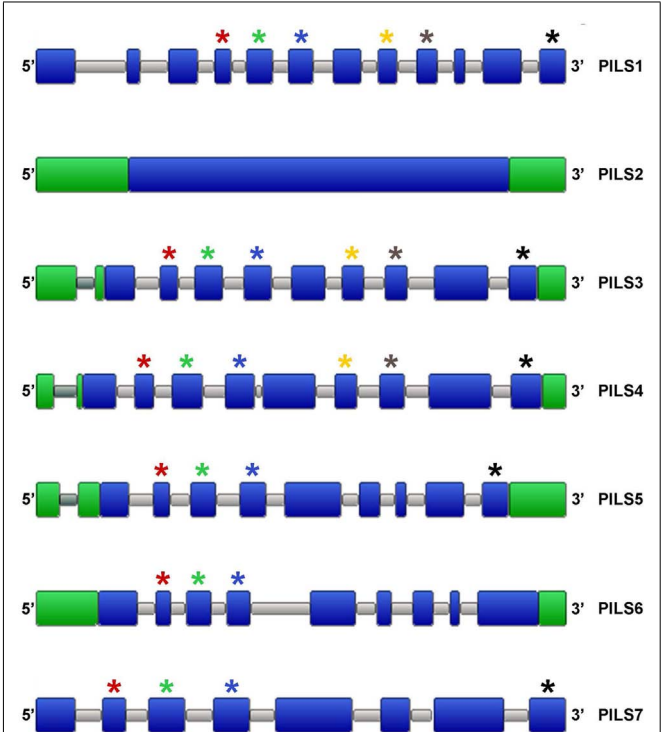 5' 3' PILS1
5' 3' PILS2
5' 3' PILS3
5' 3' PILS4
5' 3' PILS5
5' 3' PILS6
5' 3' PILS7